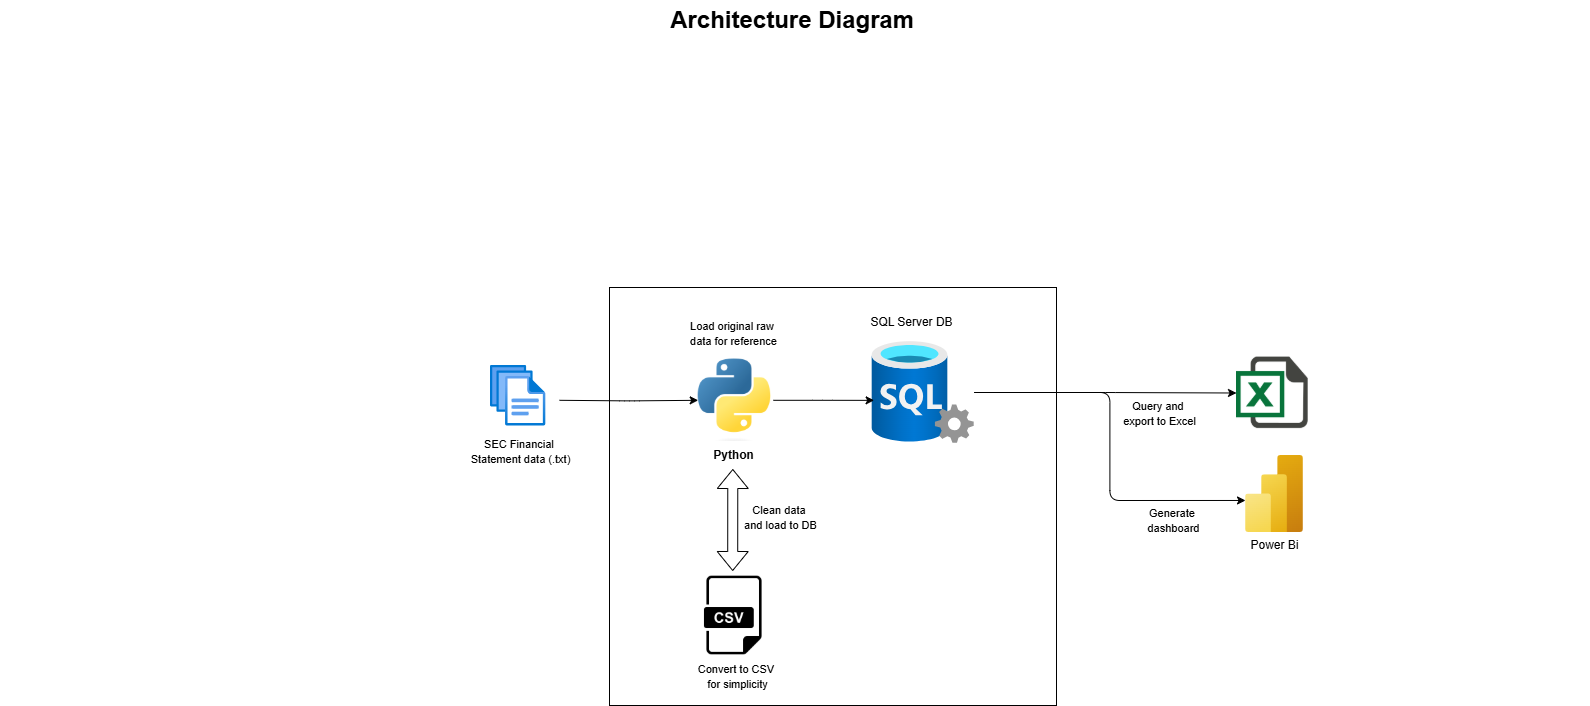 Architecture Diagram
Load original raw
data for reference
SQL Server DB
SQL
SEC Financial
Statement data (.txt)
Python
Query and
export to Excel
X
Clean data
and load to DB
Generate
dashboard
Power Bi
CSV
Convert to CSV
for simplicity